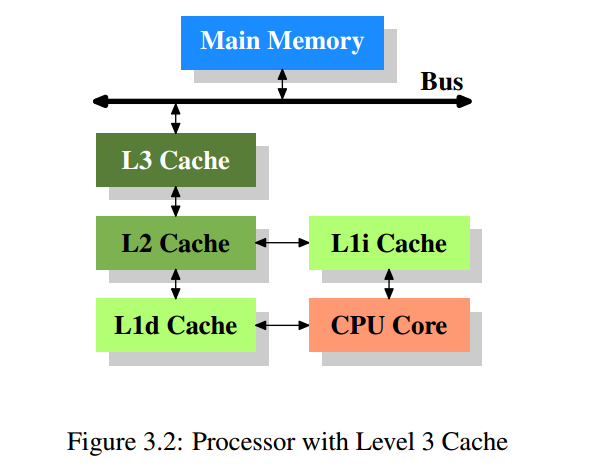 Main Memory
Bus
L3 Cache
L2 Cache
L1i Cache
L1d Cache
CPU Core
Figure 3.2: Processor with Level 3 Cache